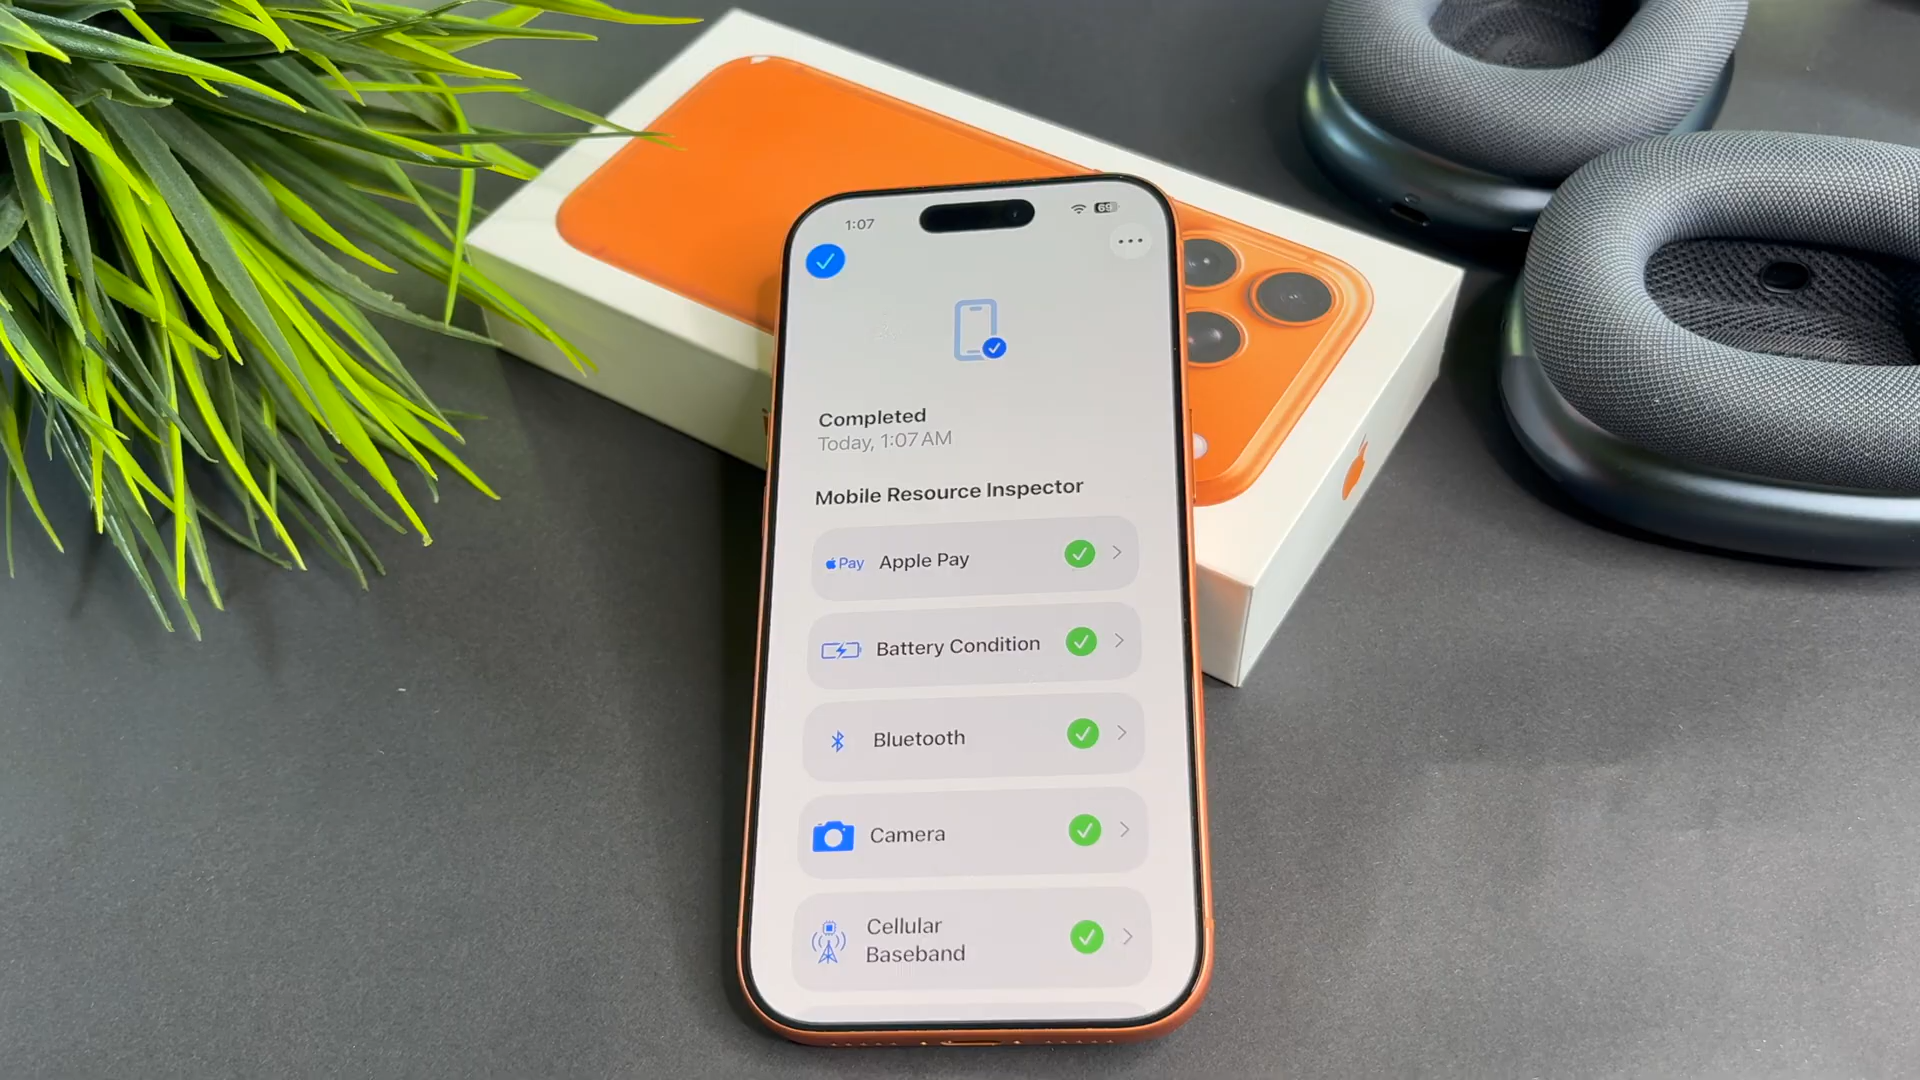 1:07
69
Completed
Today, 1:07 AM
Mobile Resource Inspector
Pay Apple Pay
Battery Condition
Bluetooth
Camera
Cellular
Baseband